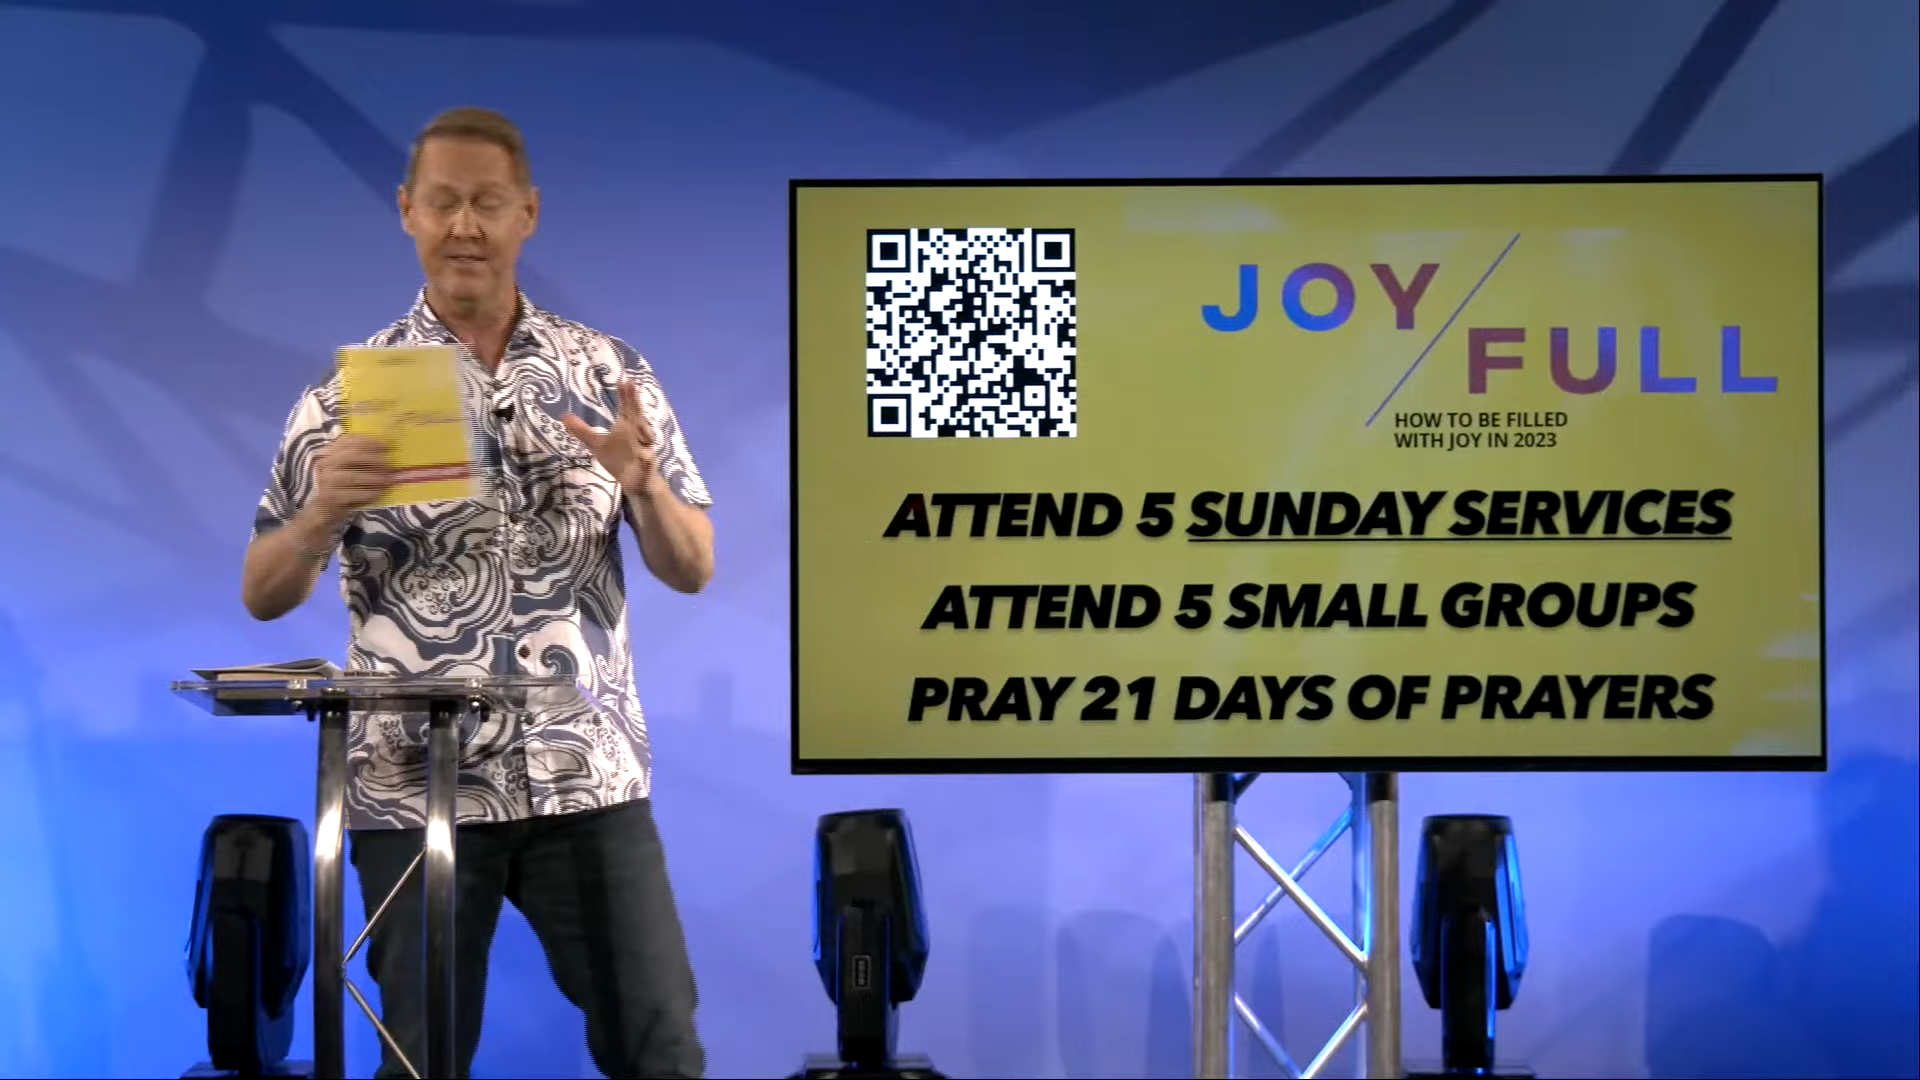 JOY
FULL
HOW TO BE FILLED
WITH JOY IN 2023
ATTEND 5 SUNDAY SERVICES
ATTEND 5 SMALL GROUPS
PRAY 21 DAYS OF PRAYERS